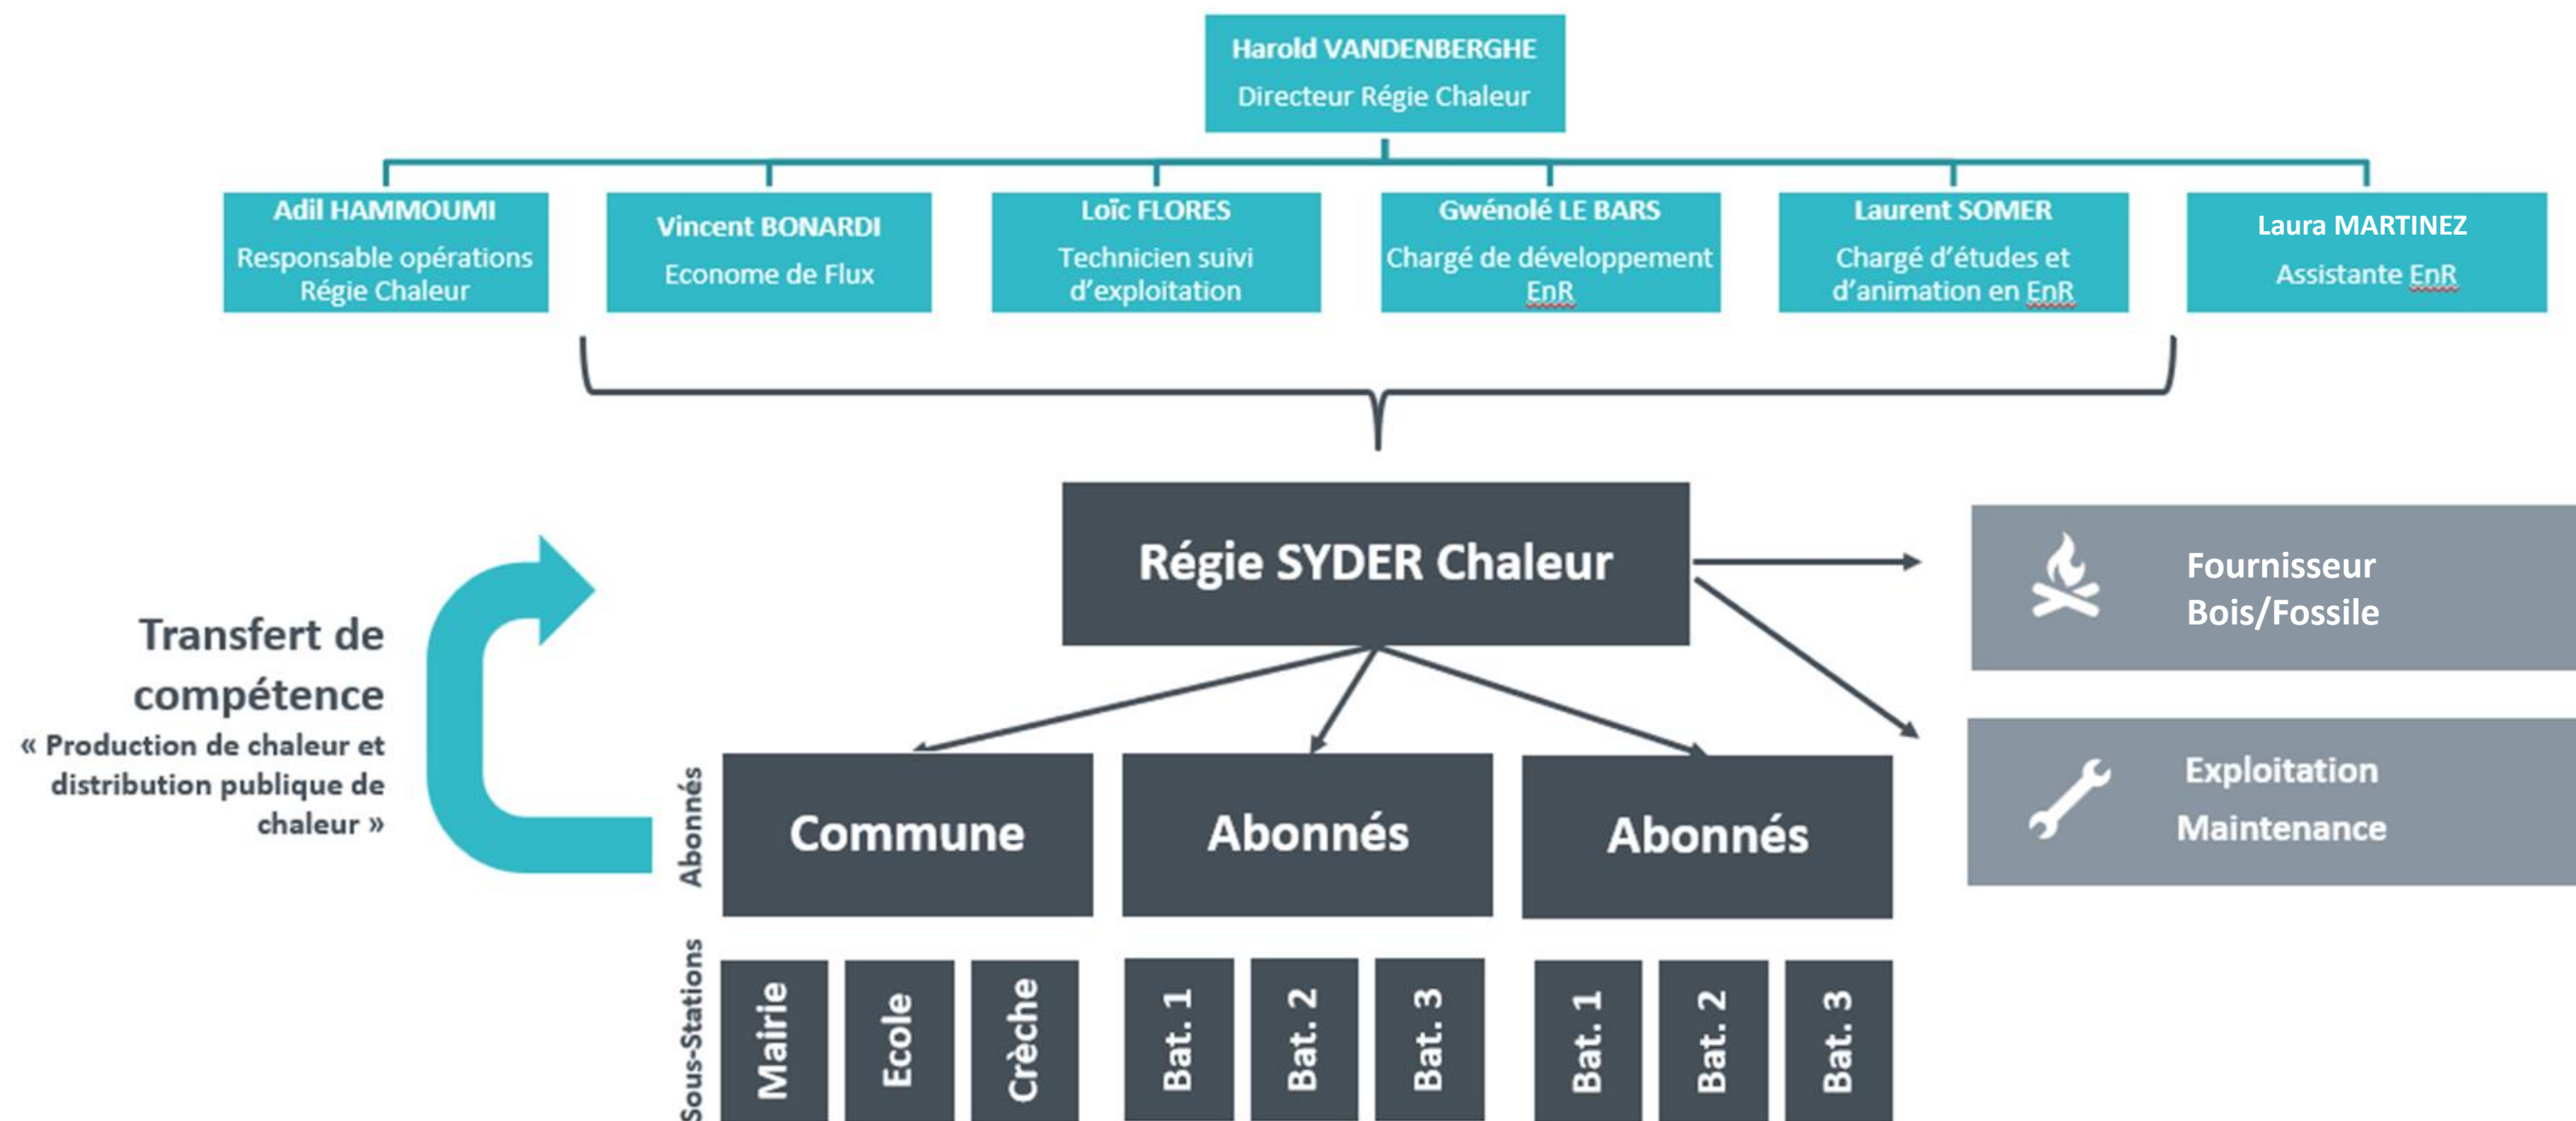 Harold VANDENBERGHE
Directeur Régie Chaleur
Adil HAMMOUMI
Responsable opérations
Régie Chaleur
Vincent BONARDI
Econome de Flux
Loïc FLORES
Technicien suivi
d'exploitation
Gwénolé LE BARS
Chargé de développement
EnR
Laurent SOMER
Chargé d'études et
d'animation en EnR
Laura MARTINEZ
Assistante EnR
Régie SYDER Chaleur
Fournisseur
Bois/Fossile
Exploitation
Maintenance
Transfert de
compétence
« Production de chaleur et
distribution publique de
chaleur »
Abonnés
Commune
Abonnés
Abonnés
Sous-Stations
Mairie
Ecole
Crèche
Bat. 1
Bat. 2
Bat. 3
Bat. 1
Bat. 2
Bat. 3